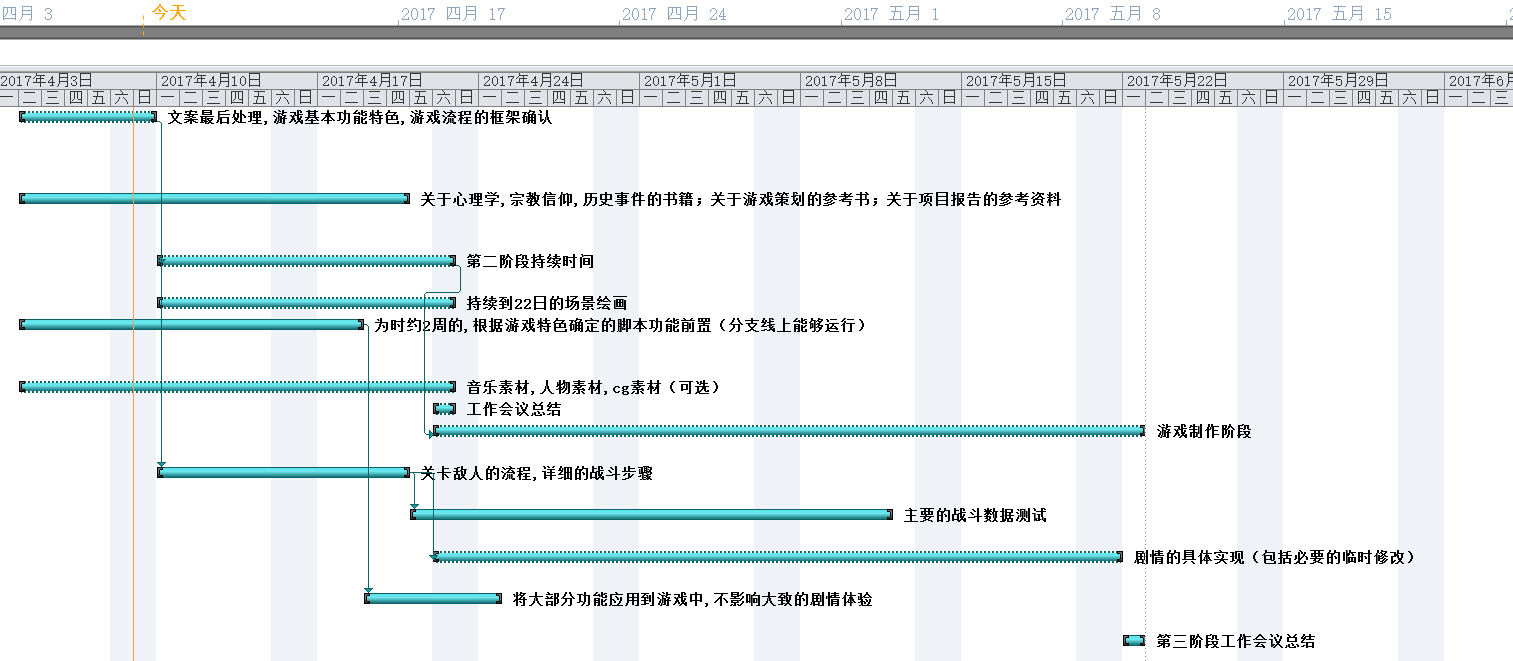 四月 3 今天 2017 四月 17 2017 四月 24 2017 五月 1 2017 五月 8 2017 五月 15
2017年4月3日 2017年4月10日 2017年4月17日 2017年4月24日 2017年5月1日 2017年5月8日 2017年5月15日 2017年5月22日 2017年5月29日 2017年6月
一 二 三 四 五 六 日 一 二 三 四 五 六 日 一 二 三 四 五 六 日 一 二 三 四 五 六 日 一 二 三 四 五 六 日 一 二 三 四 五 六 日 一 二 三 四 五 六 日 一 二 三 四 五 六 日 一 二 三 四 五 六 日 一 二 三
文案最后处理,游戏基本功能特色,游戏流程的框架确认
关于心理学,宗教信仰,历史事件的书籍；关于游戏策划的参考书；关于项目报告的参考资料
第二阶段持续时间
持续到22日的场景绘画
为时约2周的,根据游戏特色确定的脚本功能前置（分支线上能够运行）
音乐素材,人物素材,cg素材（可选）
工作会议总结
游戏制作阶段
关卡敌人的流程,详细的战斗步骤
主要的战斗数据测试
剧情的具体实现（包括必要的临时修改）
将大部分功能应用到游戏中,不影响大致的剧情体验
第三阶段工作会议总结